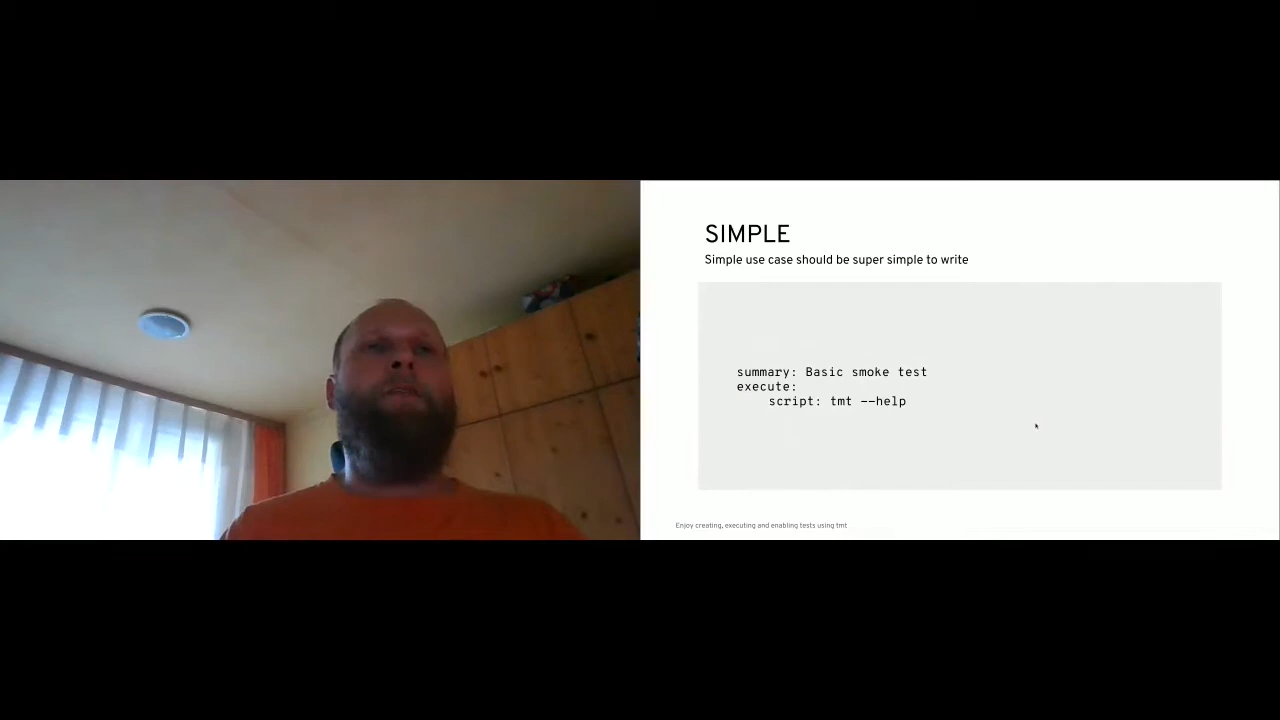 SIMPLE
Simple use case should be super simple to write
summary: Basic smoke test
execute:
script: tmt --help
Enjoy creating, executing and enabling tests using tmt